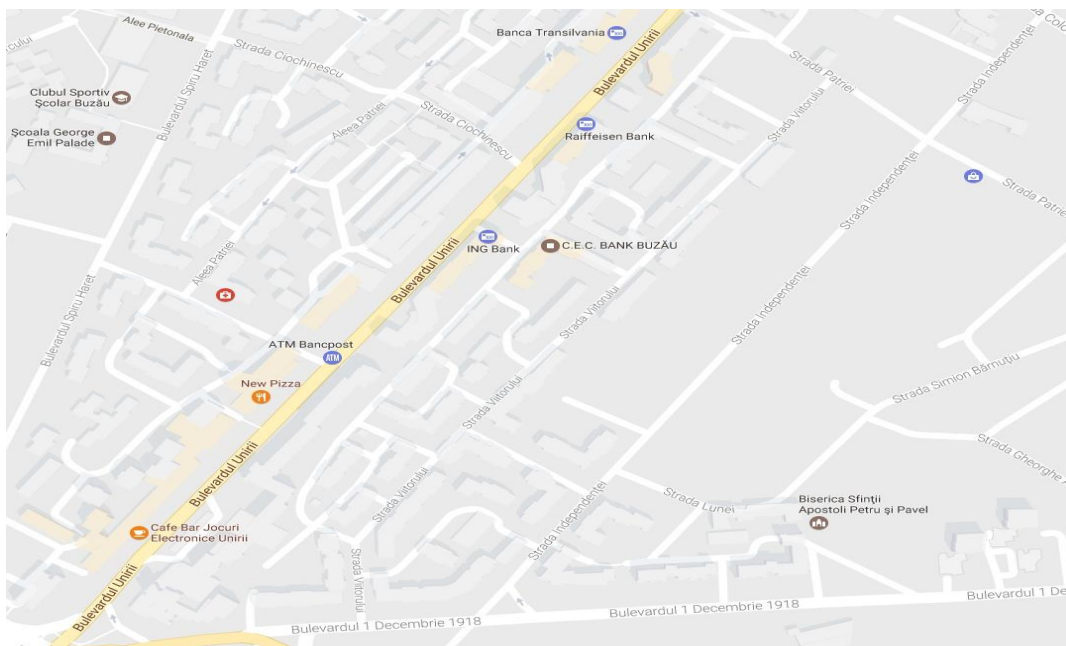 Alee Pietonala
Strada Ciochinescu
Banca Transilvania
Bulevardul Unirii
Strada Independenței
Strada Patriei
Clubul Sportiv
Școlar Buzău
Bulevardul Spiru Haret
Aleea Patriei
Strada Ciochinescu
Raiffeisen Bank
Strada Viitorului
Școala George
Emil Palade
Strada Independenței
Strada Patriei
Aleea Patriei
ING Bank
C.E.C. BANK BUZĂU
Bulevardul Unirii
Bulevardul Spiru Haret
Strada Viitorului
Strada Independenței
ATM Bancpost
ATM
New Pizza
Strada Viitorului
Strada Simion Bărnuțiu
Bulevardul Unirii
Strada Viitorului
Strada Independenței
Strada Lunei
Strada Gheorghe
Biserica Sfinții
Apostoli Petru și Pavel
Cafe Bar Jocuri
Electronice Unirii
Strada Viitorului
Bulevardul Unirii
Bulevardul 1 Decembrie 1918
Bulevardul 1 Decembrie 1918
Bulevardul 1 De